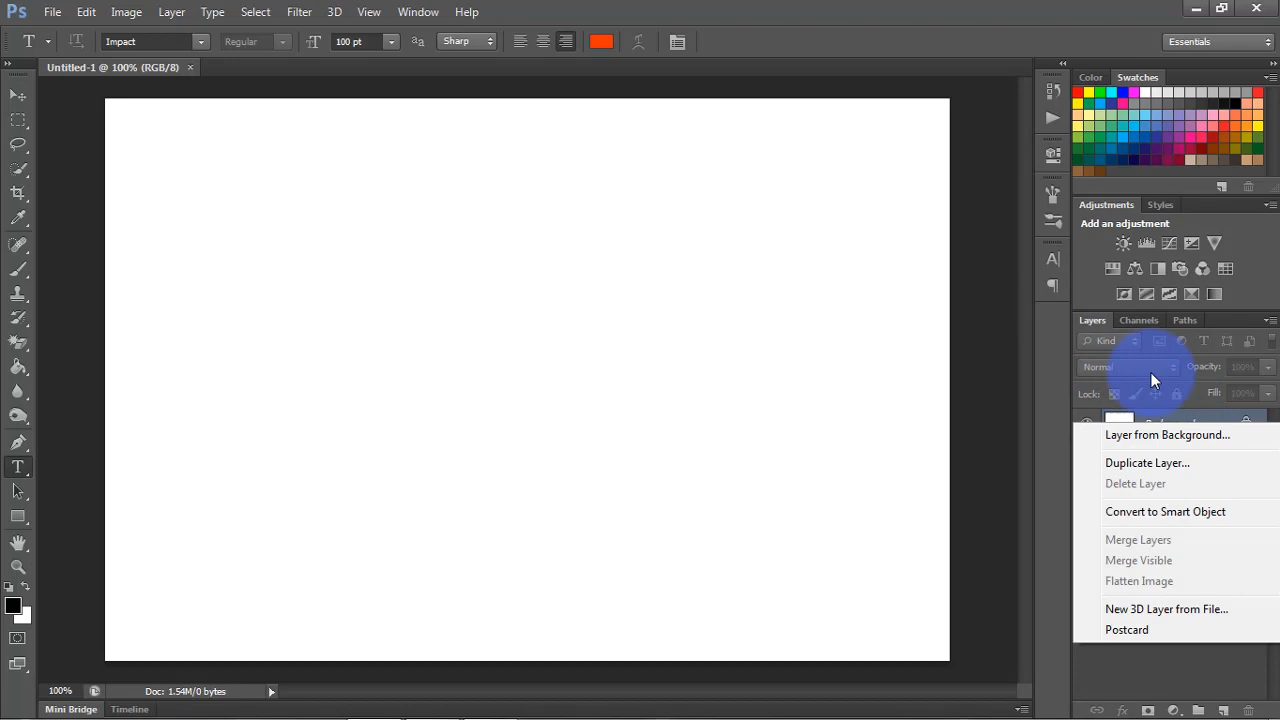 Ps File Edit Image Layer Type Select Filter 3D View Window Help
T Impact Regular 100 pt Sharp Essentials
Untitled-1 @ 100% (RGB/8) ×
Color Swatches
Adjustments Styles
Add an adjustment
Layers Channels Paths
Kind
Normal Opacity: 100%
Lock: Fill: 100%
Layer from Background...
Duplicate Layer...
Delete Layer
Convert to Smart Object
Merge Layers
Merge Visible
Flatten Image
New 3D Layer from File...
Postcard
100% Doc: 1.54M/0 bytes
Mini Bridge Timeline